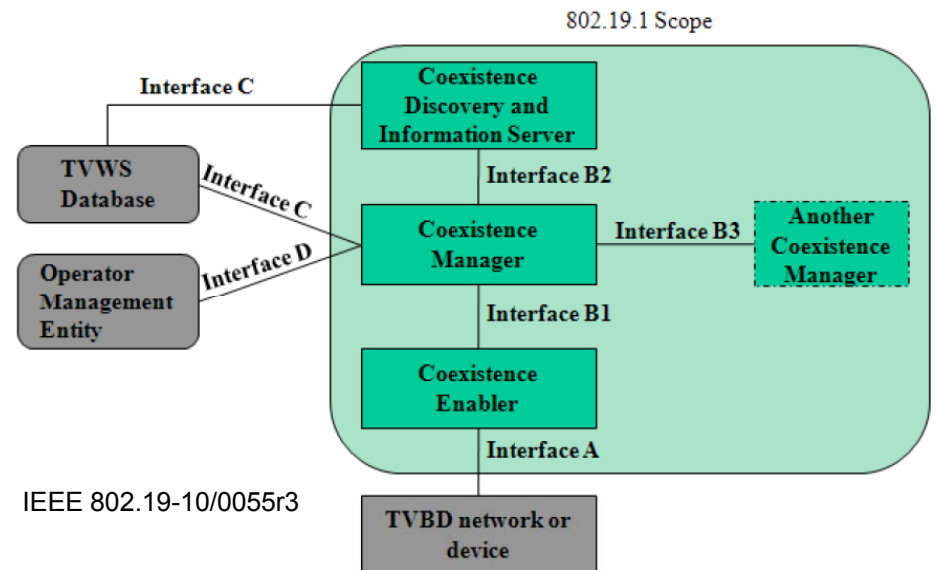 802.19.1 Scope
Interface C
Coexistence
Discovery and
Information Server
TVWS
Database
Interface C
Interface B2
Coexistence
Manager
Interface B3
Another
Coexistence
Manager
Operator
Management
Entity
Interface D
Interface B1
Coexistence
Enabler
Interface A
IEEE 802.19-10/0055r3
TVBD network or
device